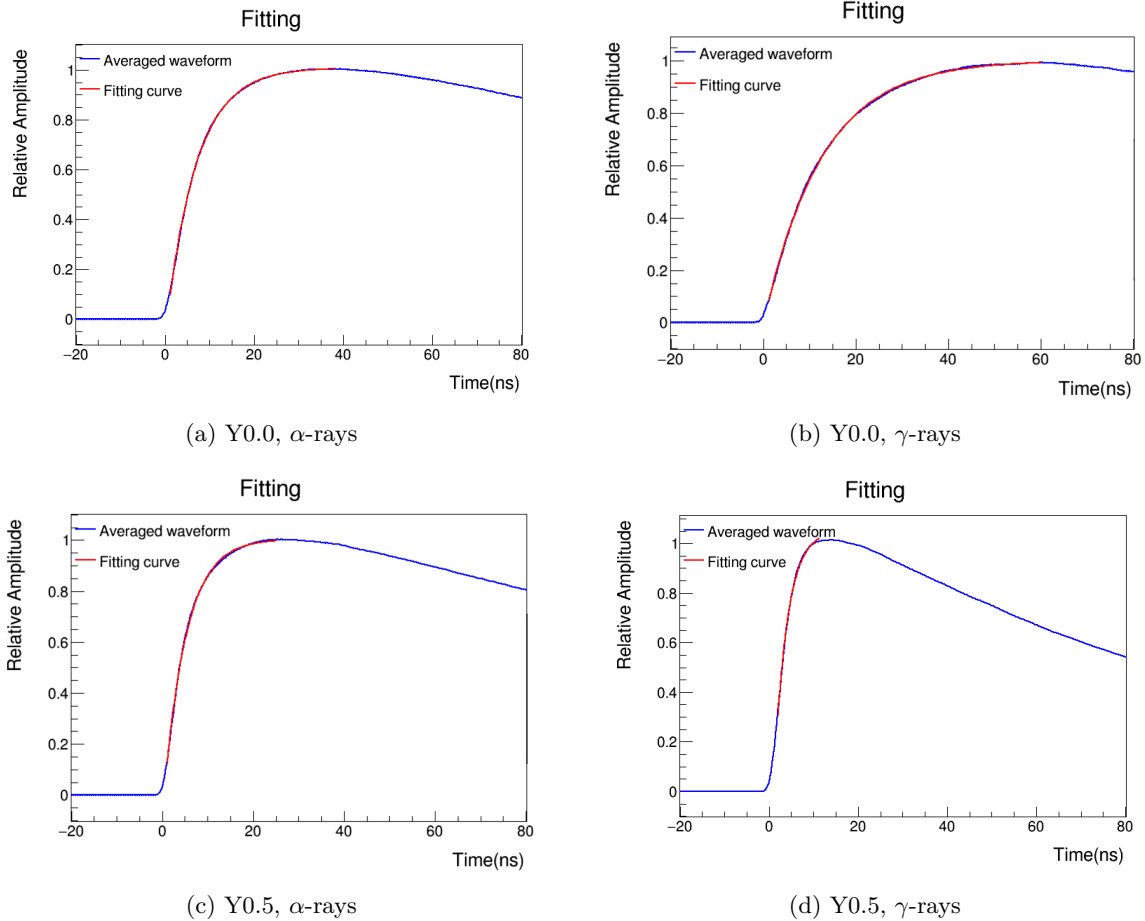 Fitting
Averaged waveform
Fitting curve
Relative Amplitude
1
0.8
0.6
0.4
0.2
0
−20 0 20 40 60 80
Time(ns)
(a) Y0.0, α-rays
Fitting
Averaged waveform
Fitting curve
Relative Amplitude
1
0.8
0.6
0.4
0.2
0
−20 0 20 40 60 80
Time(ns)
(b) Y0.0, γ-rays
Fitting
Averaged waveform
Fitting curve
Relative Amplitude
1
0.8
0.6
0.4
0.2
0
−20 0 20 40 60 80
Time(ns)
(c) Y0.5, α-rays
Fitting
Averaged waveform
Fitting curve
Relative Amplitude
1
0.8
0.6
0.4
0.2
0
−20 0 20 40 60 80
Time(ns)
(d) Y0.5, γ-rays